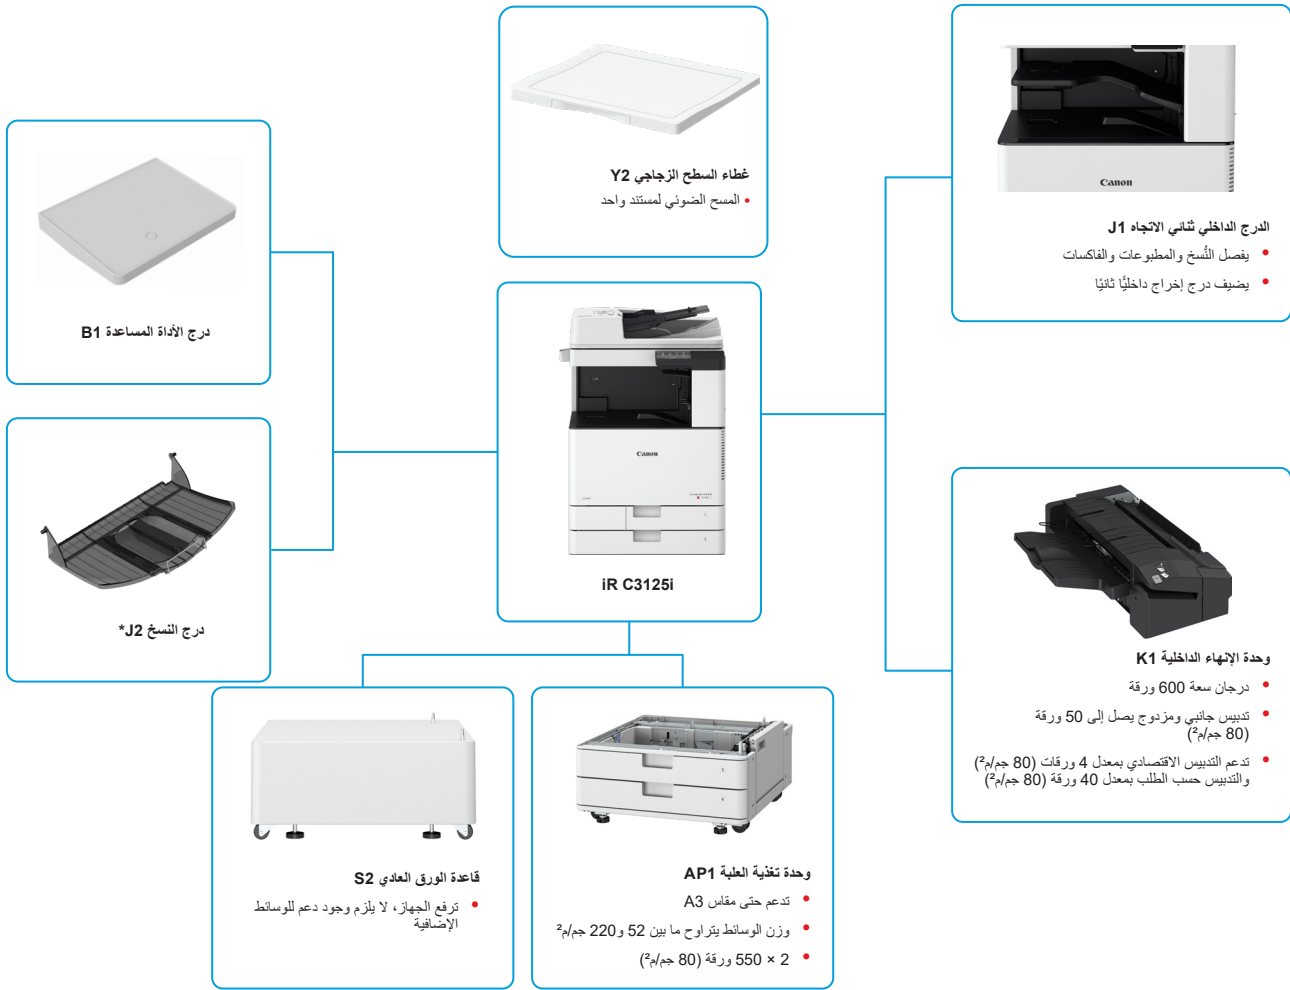 غطاء السطح الزجاجي Y2
• المسح الضوئي لمستند واحد
Canon
الدرج الداخلي ثنائي الاتجاه J1
• يفصل النُّسخ والمطبوعات والفاكسات
• يضيف درج إخراج داخليًّا ثانيًا
درج الأداة المساعدة B1
Canon
iR C3125i
درج النسخ J2*
وحدة الإنهاء الداخلية K1
• درجان سعة 600 ورقة
• تدبيس جانبي ومزدوج يصل إلى 50 ورقة
(80 جم/م²)
• تدعم التدبيس الاقتصادي بمعدل 4 ورقات (80 جم/م²)
والتدبيس حسب الطلب بمعدل 40 ورقة (80 جم/م²)
وحدة تغذية العلبة AP1
• تدعم حتى مقاس A3
• وزن الوسائط يتراوح ما بين 52 و220 جم/م²
• 2 × 550 ورقة (80 جم/م²)
قاعدة الورق العادي S2
• ترفع الجهاز، لا يلزم وجود دعم للوسائط
الإضافية